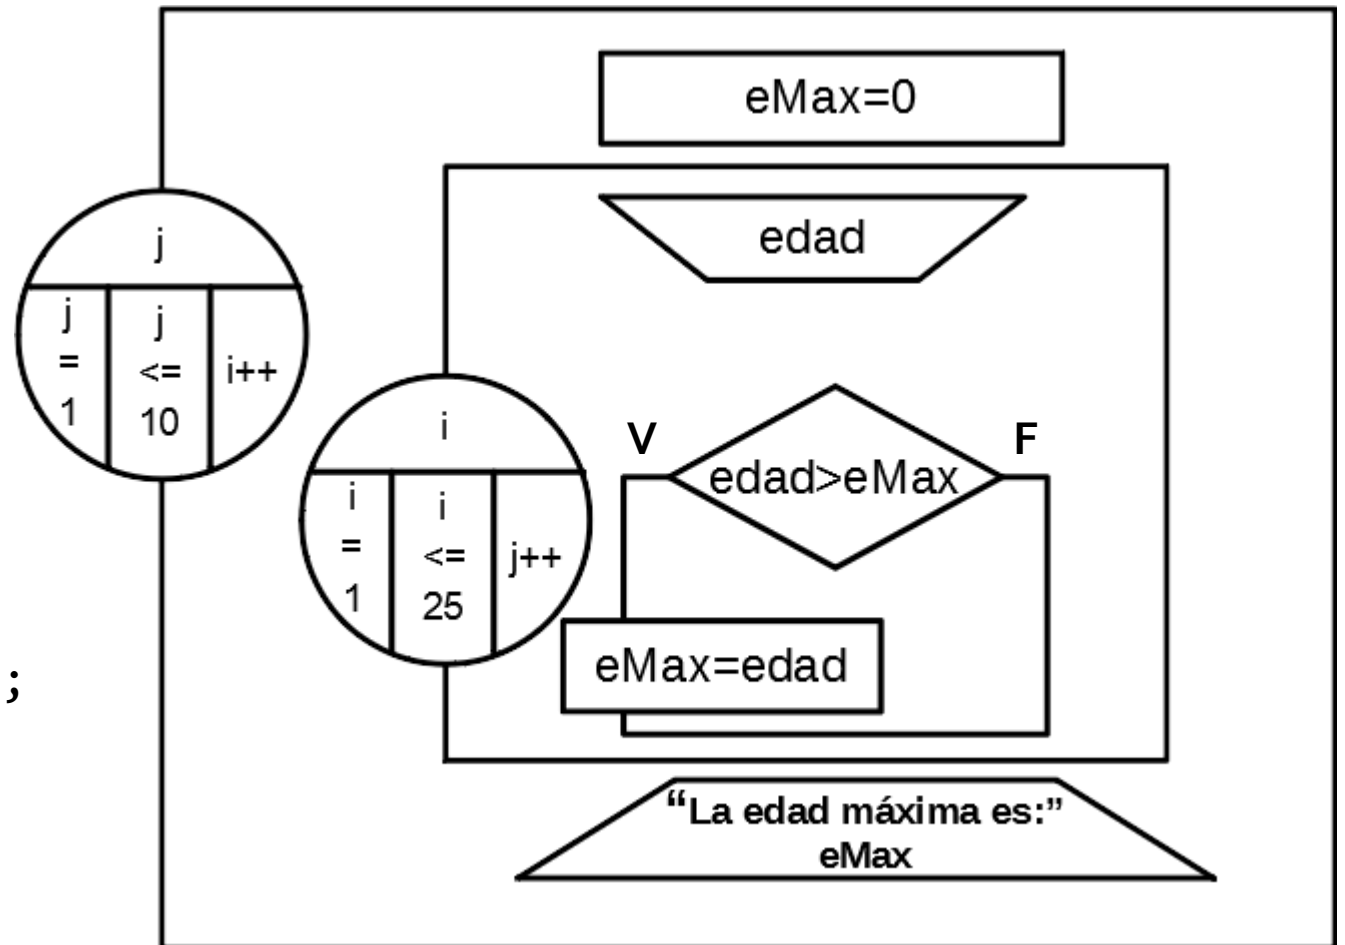 eMax=0
edad
j
j
=
1
j
<=
10
i++
i
i
=
1
i
<=
25
j++
V
F
edad>eMax
eMax=edad
;
“La edad máxima es:”
eMax